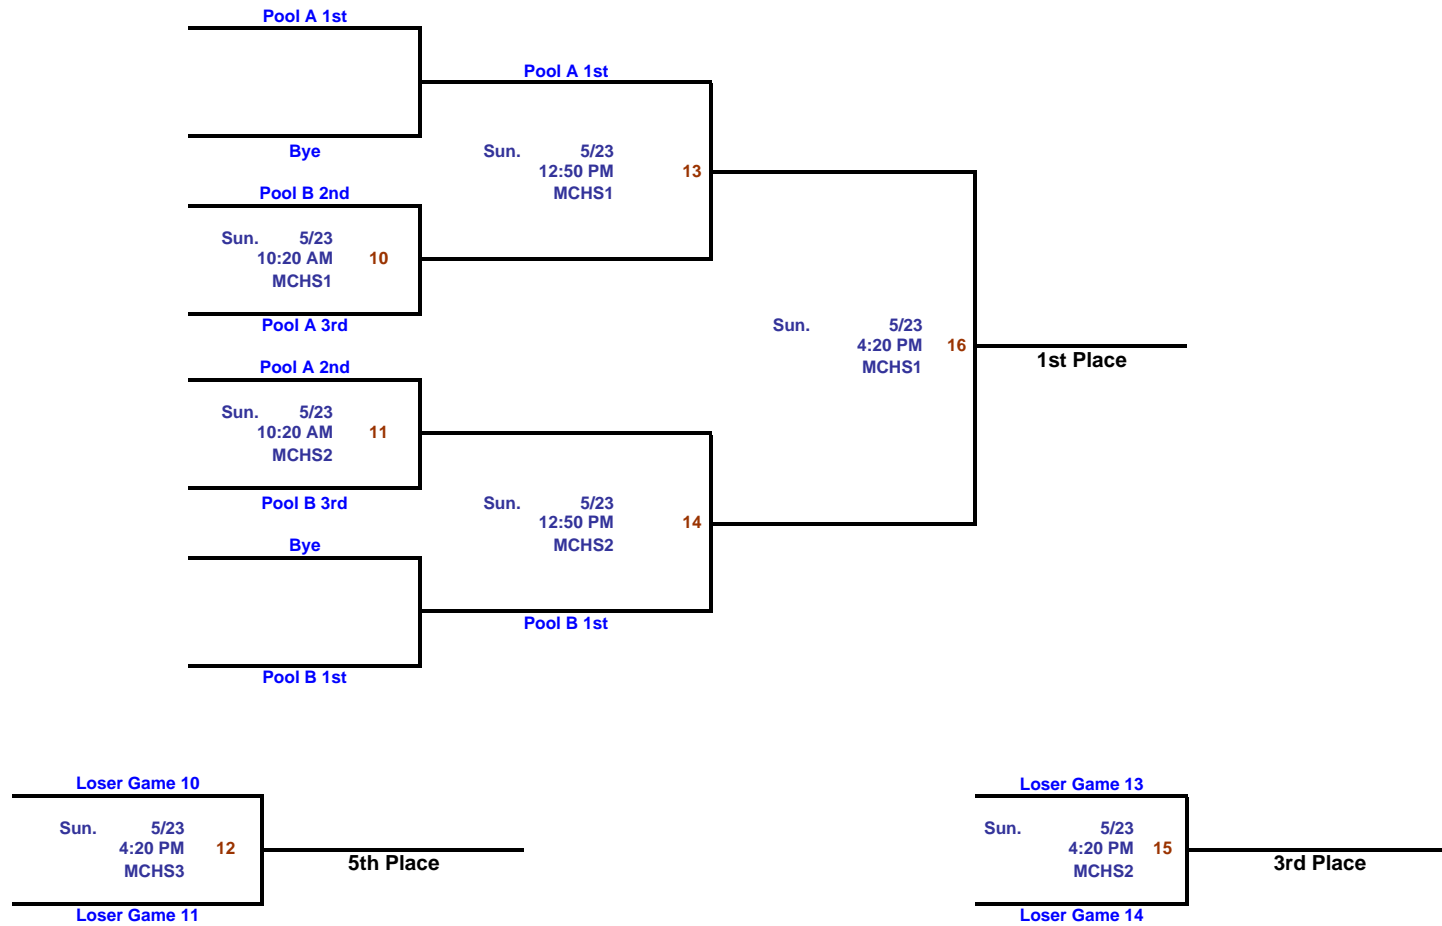 Pool A 1st
Pool A 1st
Bye
Sun. 5/23
12:50 PM 13
MCHS1
Pool B 2nd
Sun. 5/23
10:20 AM 10
MCHS1
Pool A 3rd
Sun. 5/23
4:20 PM 16
MCHS1
1st Place
Pool A 2nd
Sun. 5/23
10:20 AM 11
MCHS2
Pool B 3rd
Sun. 5/23
12:50 PM 14
MCHS2
Bye
Pool B 1st
Pool B 1st
Loser Game 10
Sun. 5/23
4:20 PM 12
MCHS3
5th Place
Loser Game 11
Loser Game 13
Sun. 5/23
4:20 PM 15
MCHS2
3rd Place
Loser Game 14